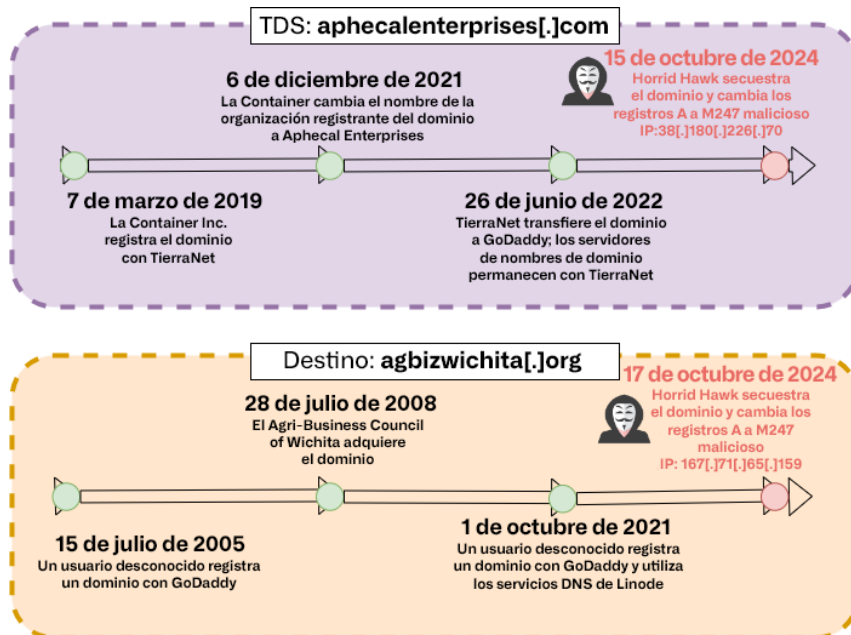 TDS: aphecalenterprises[.]com
15 de octubre de 2024
Horrid Hawk secuestra
el dominio y cambia los
registros A a M247 malicioso
IP:38[.]180[.]226[.]70
6 de diciembre de 2021
La Container cambia el nombre de la
organización registrante del dominio
a Aphecal Enterprises
7 de marzo de 2019
La Container Inc.
registra el dominio
con TierraNet
26 de junio de 2022
TierraNet transfiere el dominio
a GoDaddy; los servidores
de nombres de dominio
permanecen con TierraNet
Destino: agbizwichita[.]org
17 de octubre de 2024
Horrid Hawk secuestra
el dominio y cambia los
registros A a M247
malicioso
IP: 167[.]71[.]65[.]159
28 de julio de 2008
El Agri-Business Council
of Wichita adquiere
el dominio
15 de julio de 2005
Un usuario desconocido registra
un dominio con GoDaddy
1 de octubre de 2021
Un usuario desconocido registra
un dominio con GoDaddy y utiliza
los servicios DNS de Linode